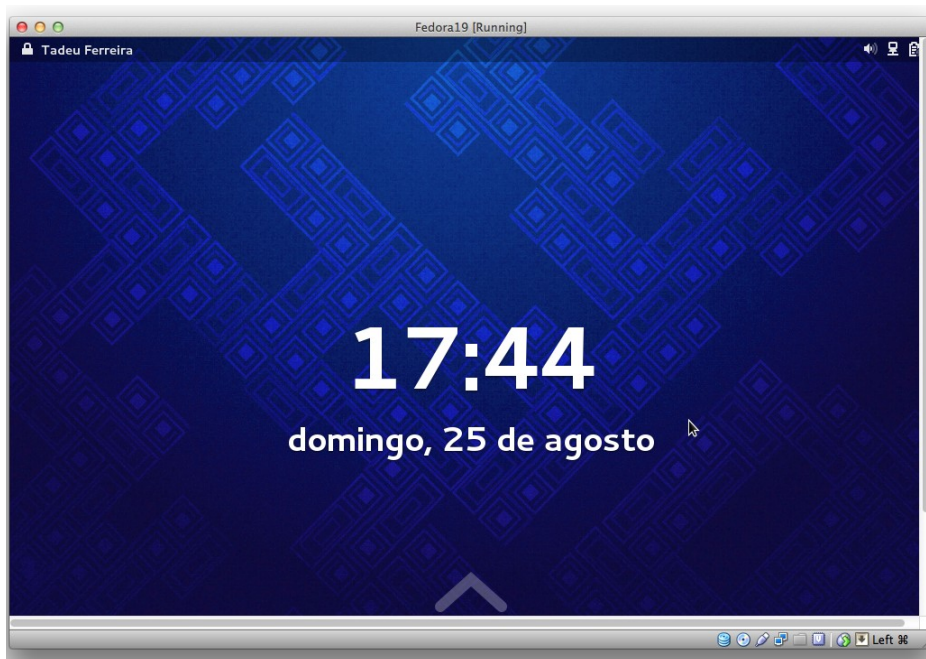 Fedora19 [Running]
Tadeu Ferreira
17:44
domingo, 25 de agosto
Left ⌘